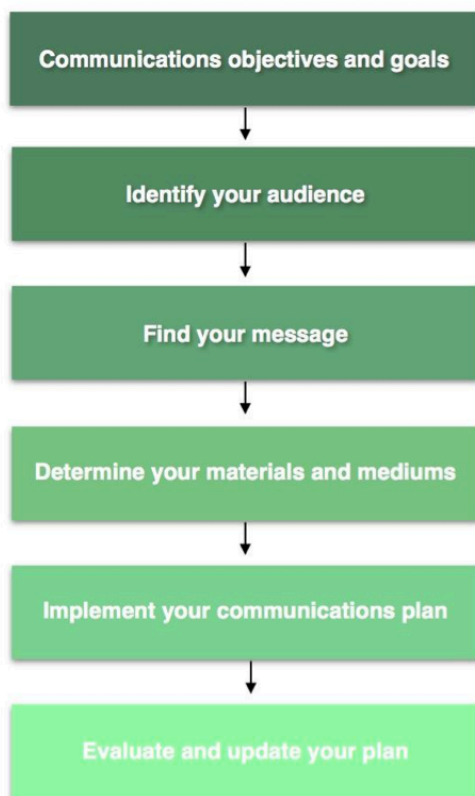 Communications objectives and goals
Identify your audience
Find your message
Determine your materials and mediums
Implement your communications plan
Evaluate and update your plan